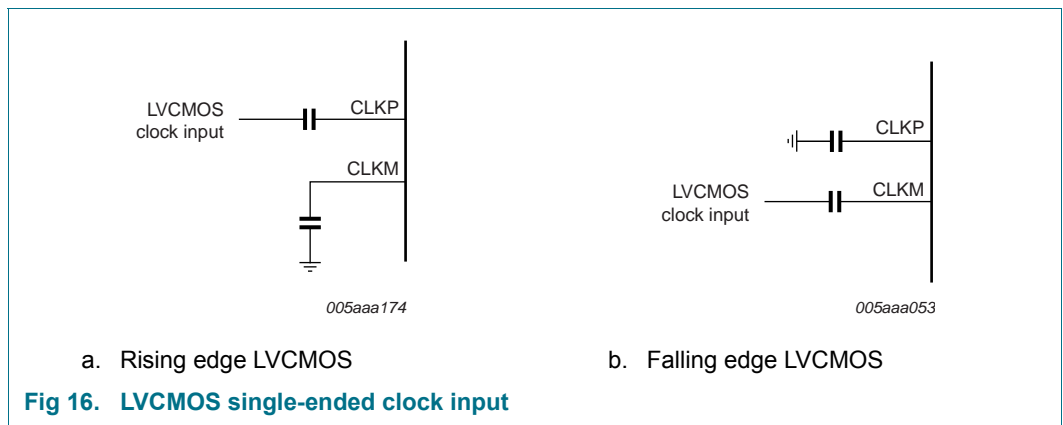 LVCMOS
clock input
CLKP
CLKM
005aaa174
CLKP
LVCMOS
clock input
CLKM
005aaa053
a. Rising edge LVCMOS
b. Falling edge LVCMOS
Fig 16. LVCMOS single-ended clock input